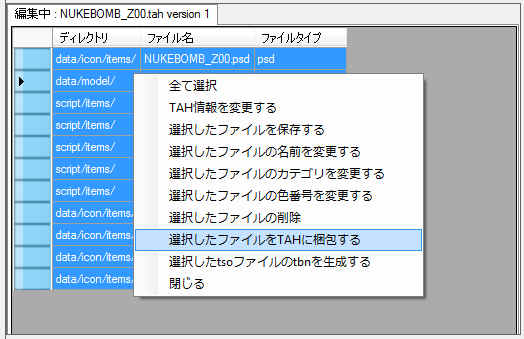 編集中 : NUKEBOMB_Z00.tah version 1
ディレクトリ ファイル名 ファイルタイプ
data/icon/items/ NUKEBOMB_Z00.psd psd
data/model/
script/items/
script/items/
script/items/
script/items/
script/items/
data/icon/items/
data/icon/items/
data/icon/items/
data/icon/items/
全て選択
TAH情報を変更する
選択したファイルを保存する
選択したファイルの名前を変更する
選択したファイルのカテゴリを変更する
選択したファイルの色番号を変更する
選択したファイルの削除
選択したファイルをTAHに梱包する
選択したtsoファイルのtbnを生成する
閉じる